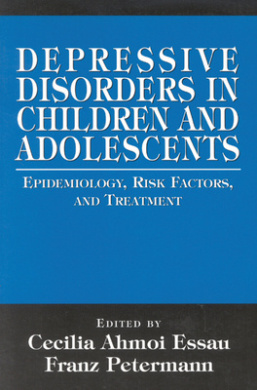 DEPRESSIVE
DISORDERS IN
CHILDREN AND
ADOLESCENTS
EPIDEMIOLOGY, RISK FACTORS,
AND TREATMENT
EDITED BY
Cecilia Ahmoi Essau
Franz Petermann